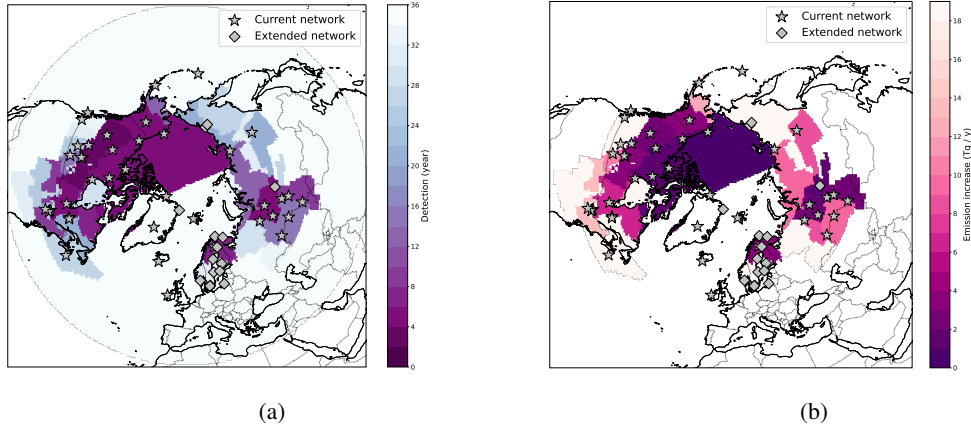 Current network
Extended network
36
32
28
24
20
16
12
8
4
0
Detection (year)
Current network
Extended network
18
16
14
12
10
8
6
4
2
0
Emission increase (Tg / y)
(a)
(b)